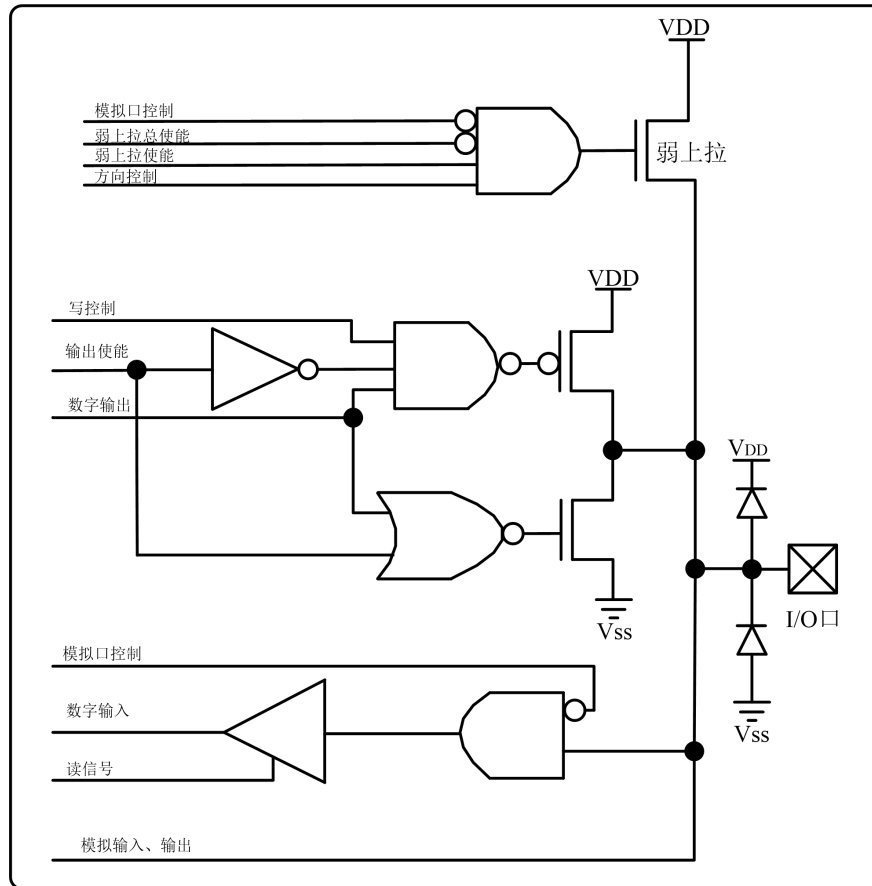 VDD
模拟口控制
弱上拉总使能
弱上拉使能
方向控制
弱上拉
VDD
写控制
输出使能
数字输出
VDD
I/O口
Vss
模拟口控制
数字输入
Vss
读信号
模拟输入、输出